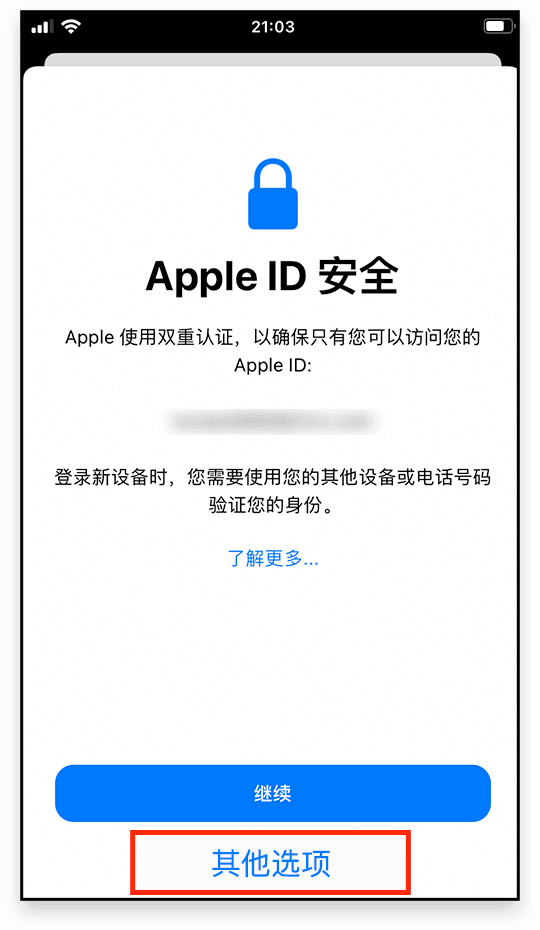 21:03
Apple ID 安全
Apple 使用双重认证，以确保只有您可以访问您的
Apple ID:
登录新设备时，您需要使用您的其他设备或电话号码
验证您的身份。
了解更多...
继续
其他选项